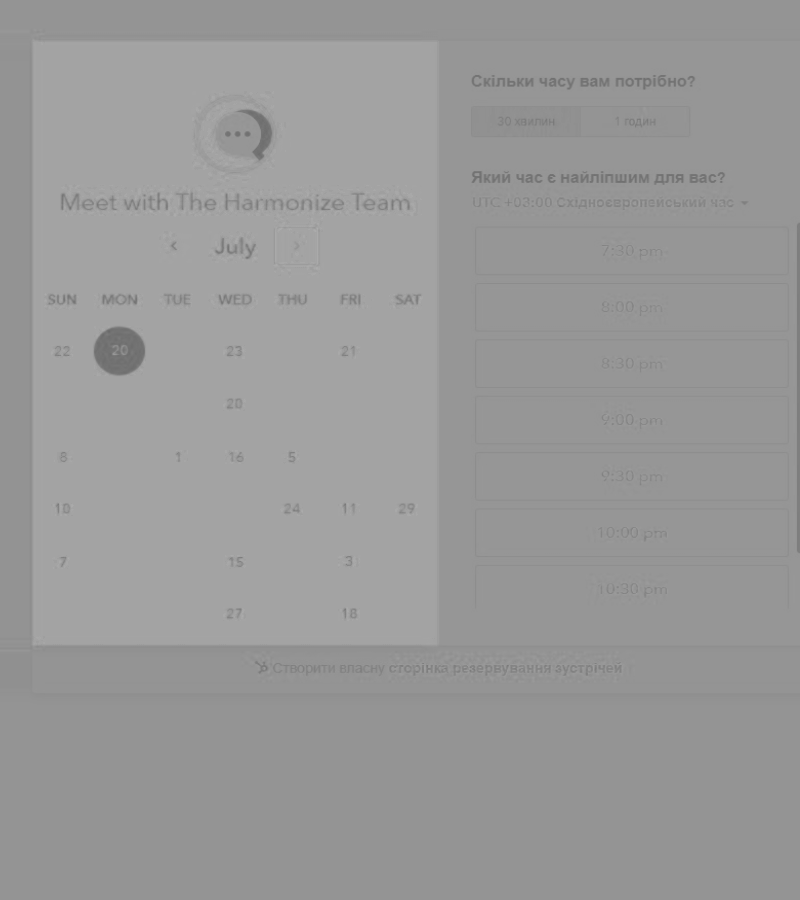 Meet with The Harmonize Team
July
SUN MON TUE WED THU FRI SAT
22 20 23 21
28
8 1 16 5
10 24 11 29
7 15 3
27 18
Скільки часу вам потрібно?
30 хвилин 1 годин
Який час є найліпшим для вас?
UTC +03:00 Східноєвропейський час
7:30 pm
8:00 pm
8:30 pm
9:00 pm
9:30 pm
10:00 pm
10:30 pm
Створити власну сторінка резервування зустрічей